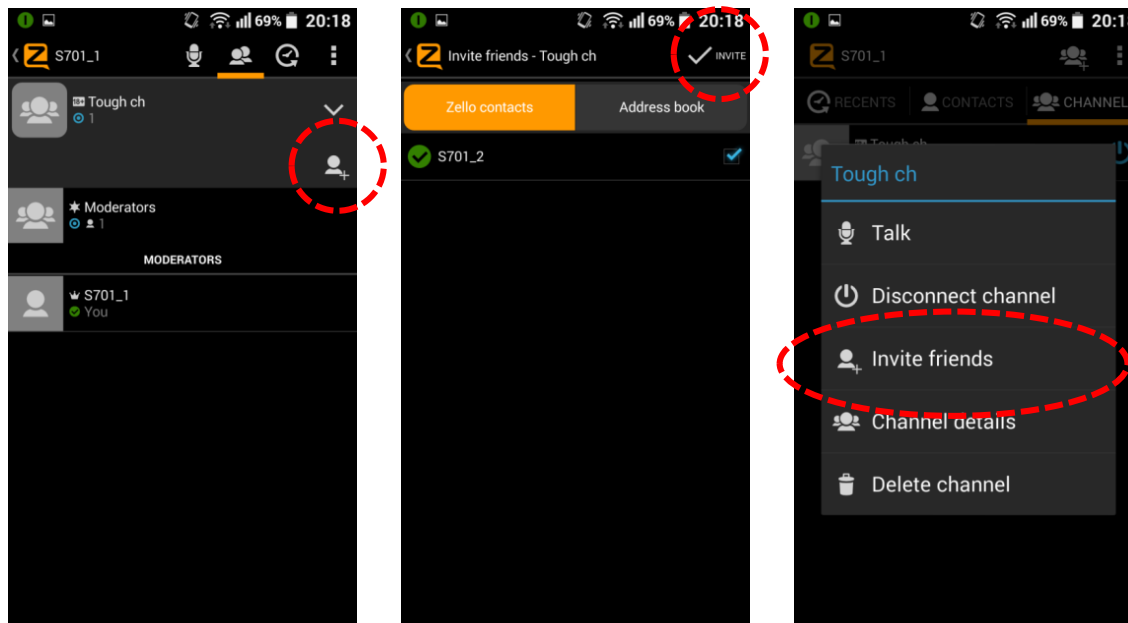 69% 20:18
S701_1
Tough ch
1
Moderators
1
MODERATORS
S701_1
You
69% 20:18
Invite friends - Tough ch
INVITE
Zello contacts
Address book
S701_2
69%
S701_1
RECENTS
CONTACTS
CHANNEL
Tough ch
Tough ch
Talk
Disconnect channel
Invite friends
Channel details
Delete channel